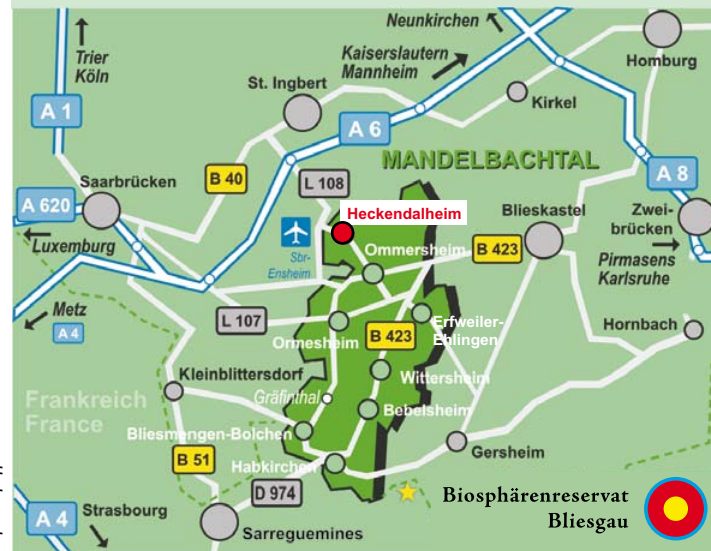 Neunkirchen
Trier
Köln
Kaiserslautern
Mannheim
Homburg
St. Ingbert
Kirkel
A 1
A 6
MANDELBACHTAL
A 8
Saarbrücken
B 40
L 108
A 620
Heckendalheim
Blieskastel
Zwei-
brücken
Luxemburg
Sbr-
Ensheim
Ommersheim
B 423
Pirmasens
Karlsruhe
Metz
A 4
L 107
Ormesheim
B 423
Erfweiler-
Ehlingen
Hornbach
Kleinblittersdorf
Wittersheim
Frankreich
France
Gräfinthal
Bebelsheim
Bliesmengen-Bolchen
Gersheim
B 51
Habkirchen
D 974
Biosphärenreservat
Bliesgau
A 4
Strasbourg
Sarreguemines